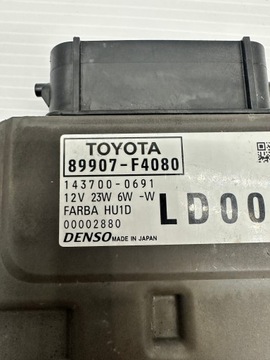 TOYOTA
89907-F4080
143700-0691
12V 23W 6W -W
FARBA HU1D
00002880
LD00
DENSO MADE IN JAPAN